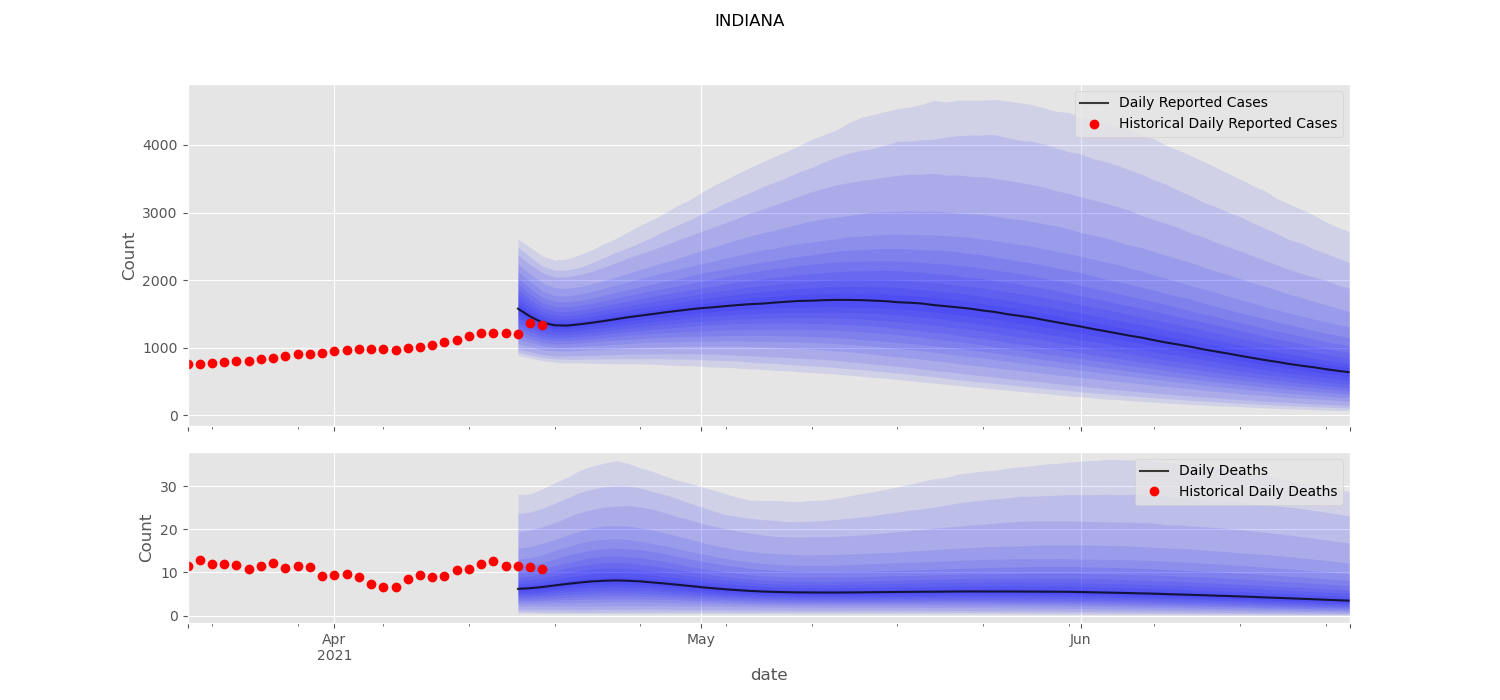 INDIANA
Daily Reported Cases
Historical Daily Reported Cases
Count
4000
3000
2000
1000
0
Daily Deaths
Historical Daily Deaths
Count
30
20
10
0
Apr
2021
May
Jun
date